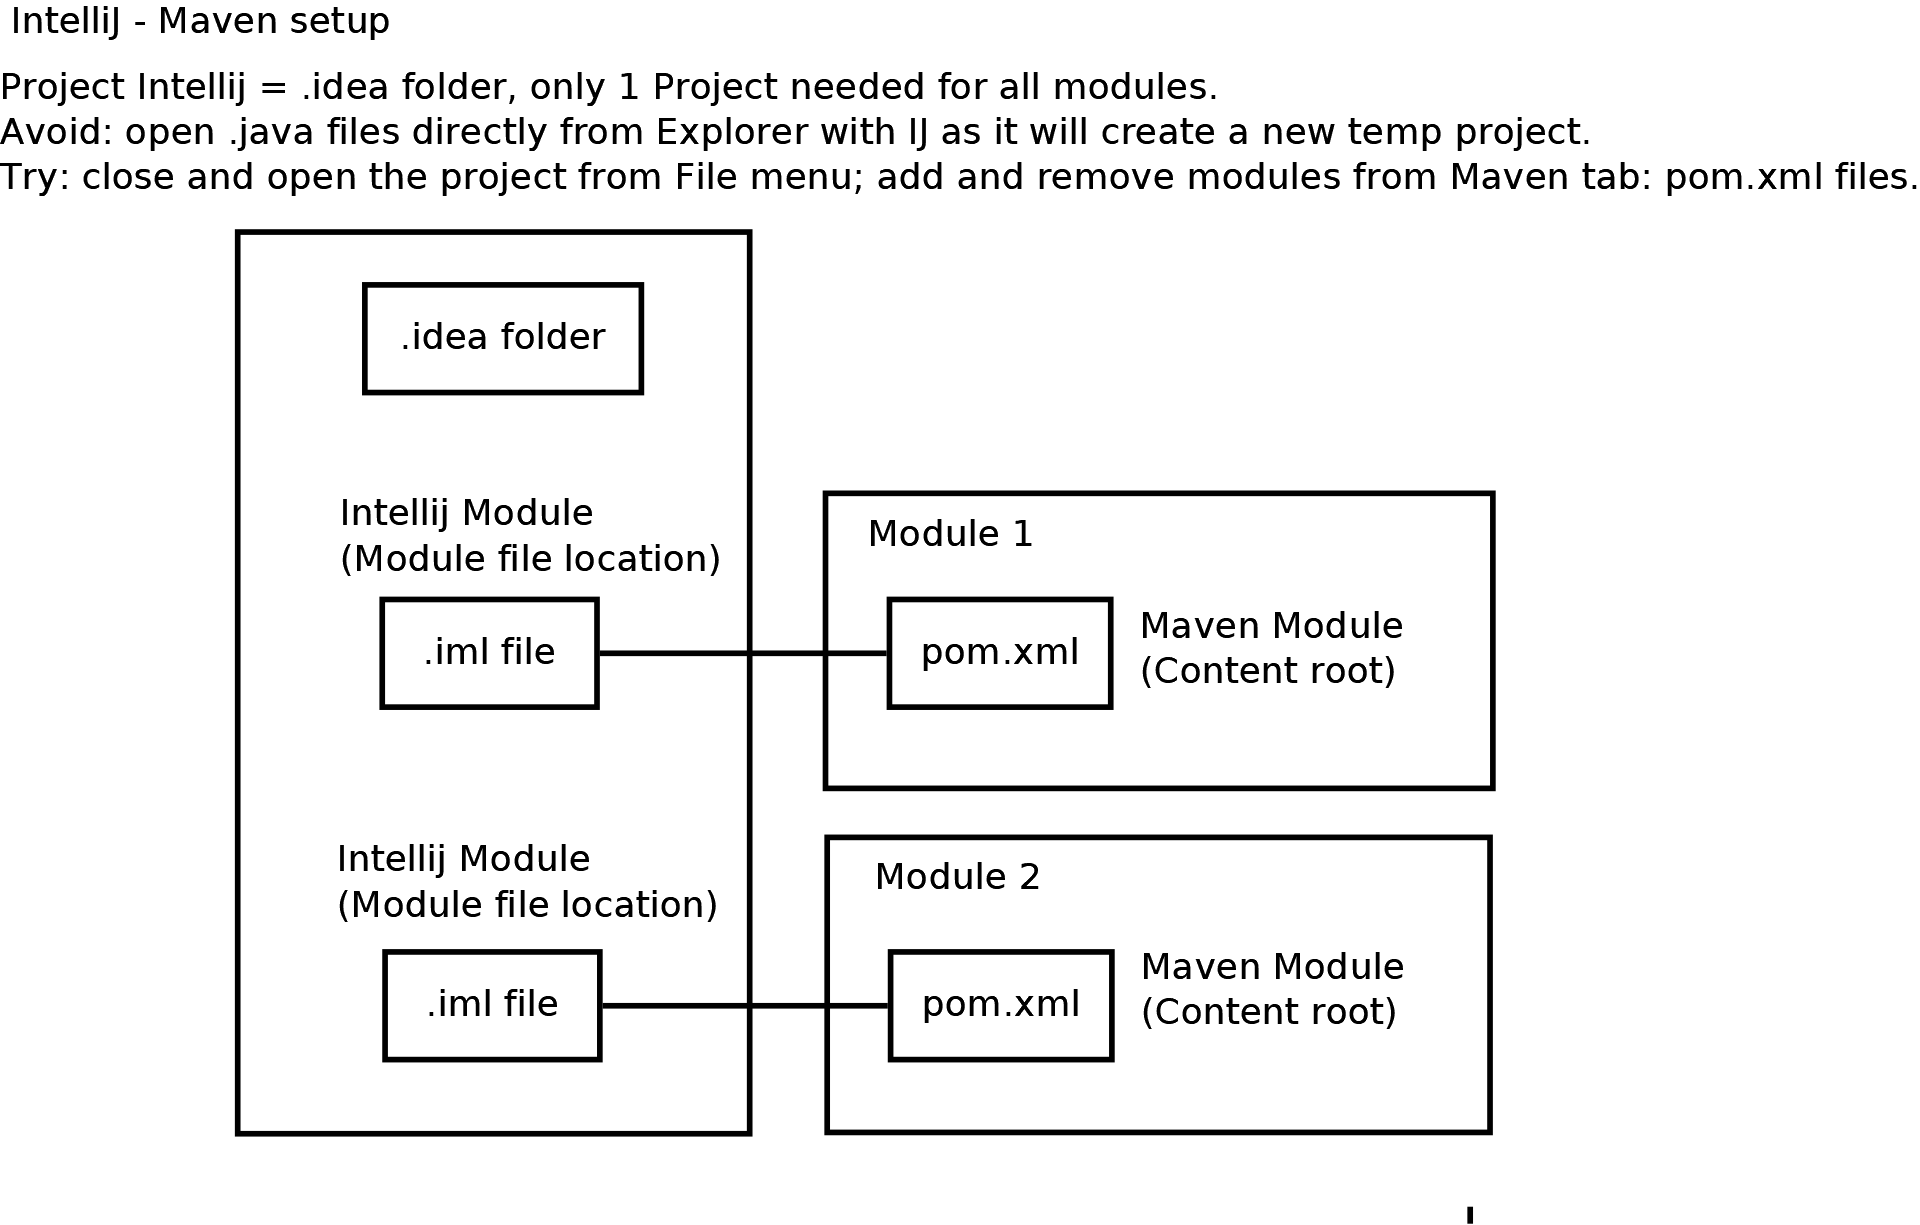 IntelliJ - Maven setup
Project Intellij = .idea folder, only 1 Project needed for all modules.
Avoid: open .java files directly from Explorer with IJ as it will create a new temp project.
Try: close and open the project from File menu; add and remove modules from Maven tab: pom.xml files.
.idea folder
Intellij Module
(Module file location)
.iml file
Module 1
pom.xml
Maven Module
(Content root)
Intellij Module
(Module file location)
.iml file
Module 2
pom.xml
Maven Module
(Content root)